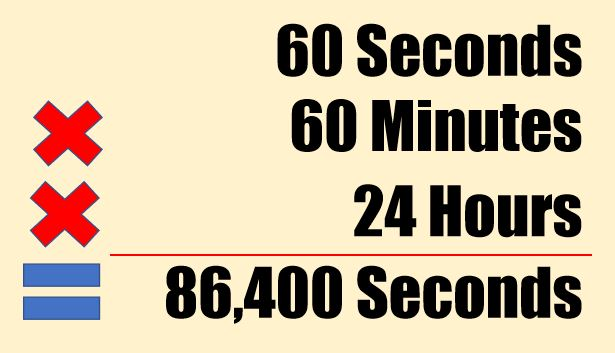 60 Seconds
60 Minutes
24 Hours
86,400 Seconds